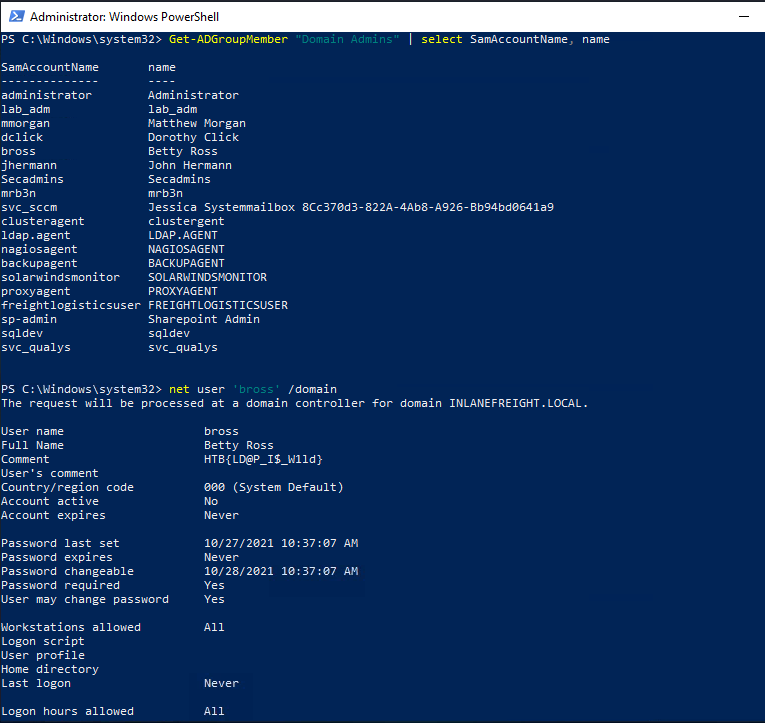 Administrator: Windows PowerShell
PS C:\Windows\system32> Get-ADGroupMember "Domain Admins" | select SamAccountName, name
SamAccountName       name
--------------       ----
administrator        Administrator
lab_adm              lab_adm
mmorgan              Matthew Morgan
dclick               Dorothy Click
bross                Betty Ross
jhermann             John Hermann
Secadmins            Secadmins
mrb3n                mrb3n
svc_sccm             Jessica Systemmailbox 8Cc370d3-822A-4Ab8-A926-Bb94bd0641a9
clusteragent         clustergent
ldap.agent           LDAP.AGENT
nagiosagent          NAGIOSAGENT
backupagent          BACKUPAGENT
solarwindsmonitor    SOLARWINDSMONITOR
proxyagent           PROXYAGENT
freightlogisticsuser FREIGHTLOGISTICSUSER
sp-admin             Sharepoint Admin
sqldev               sqldev
svc_qualys           svc_qualys
PS C:\Windows\system32> net user 'bross' /domain
The request will be processed at a domain controller for domain INLANEFREIGHT.LOCAL.
User name                    bross
Full Name                    Betty Ross
Comment                      HTB{LD@P_I$_W1ld}
User's comment
Country/region code          000 (System Default)
Account active               No
Account expires              Never
Password last set            10/27/2021 10:37:07 AM
Password expires             Never
Password changeable          10/28/2021 10:37:07 AM
Password required            Yes
User may change password     Yes
Workstations allowed         All
Logon script
User profile
Home directory
Last logon                   Never
Logon hours allowed          All